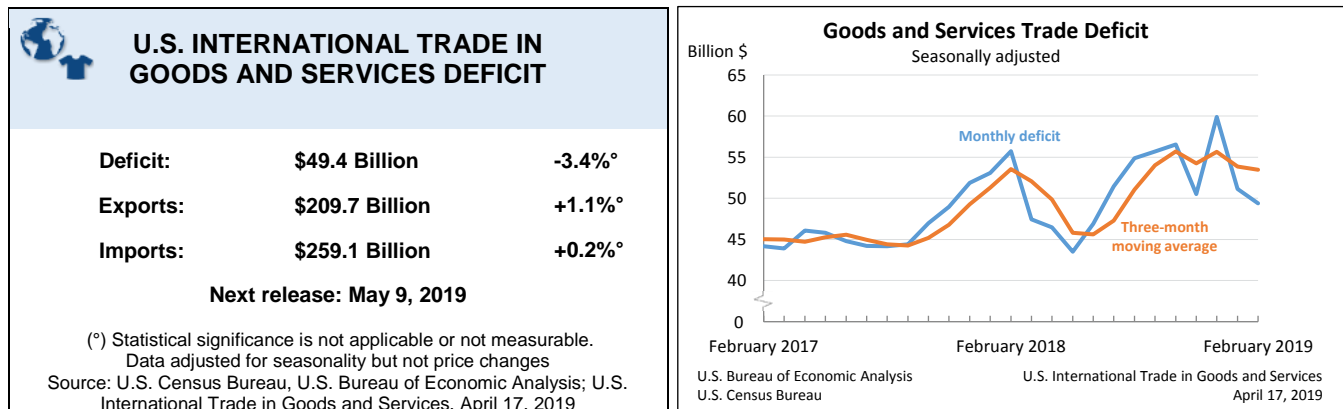 U.S. INTERNATIONAL TRADE IN
GOODS AND SERVICES DEFICIT
Deficit: $49.4 Billion -3.4%°
Exports: $209.7 Billion +1.1%°
Imports: $259.1 Billion +0.2%°
Next release: May 9, 2019
(°) Statistical significance is not applicable or not measurable.
Data adjusted for seasonality but not price changes
Source: U.S. Census Bureau, U.S. Bureau of Economic Analysis; U.S.
International Trade in Goods and Services, April 17, 2019
Goods and Services Trade Deficit
Billion $
Seasonally adjusted
65
60
55
50
45
40
0
Monthly deficit
Three-month
moving average
February 2017
February 2018
February 2019
U.S. Bureau of Economic Analysis
U.S. Census Bureau
U.S. International Trade in Goods and Services
April 17, 2019